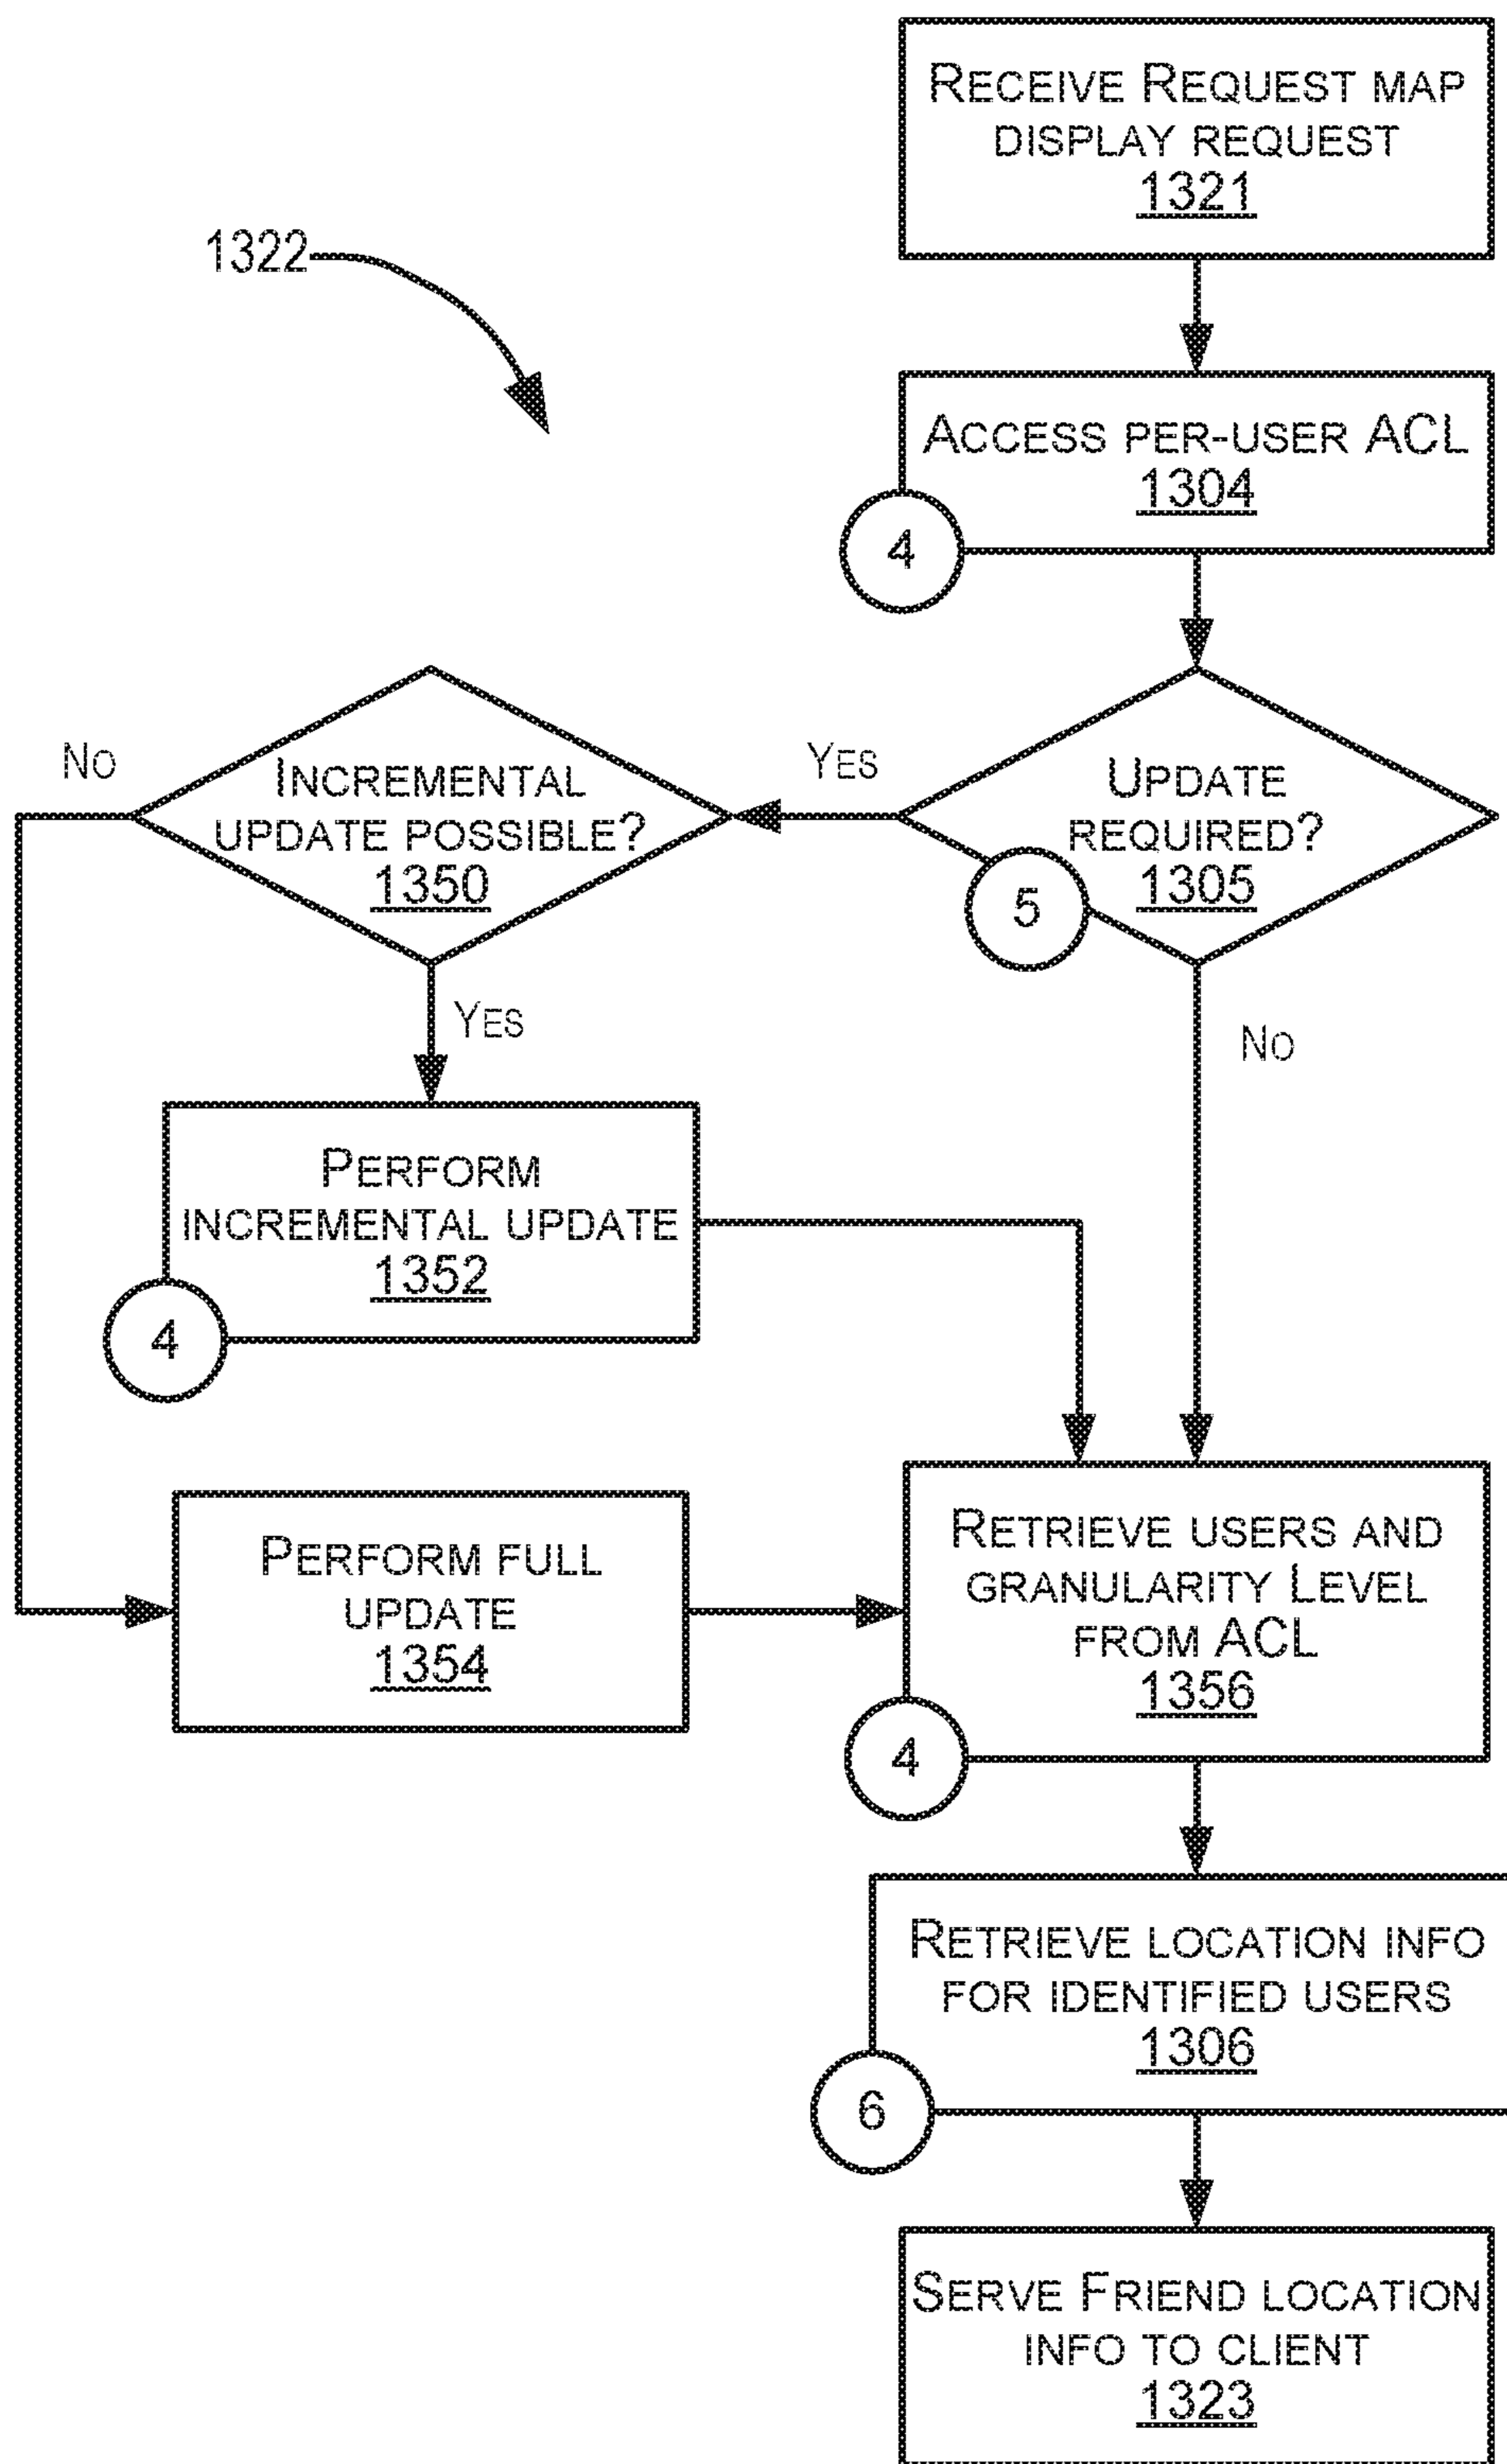 RECEIVE REQUEST MAP
DISPLAY REQUEST
1321
1322
ACCESS PER-USER ACL
1304
4
NO
INCREMENTAL
UPDATE POSSIBLE?
1350
YES
UPDATE
REQUIRED?
1305
5
YES
NO
PERFORM
INCREMENTAL UPDATE
1352
4
PERFORM FULL
UPDATE
1354
RETRIEVE USERS AND
GRANULARITY LEVEL
FROM ACL
1356
4
RETRIEVE LOCATION INFO
FOR IDENTIFIED USERS
1306
6
SERVE FRIEND LOCATION
INFO TO CLIENT
1323